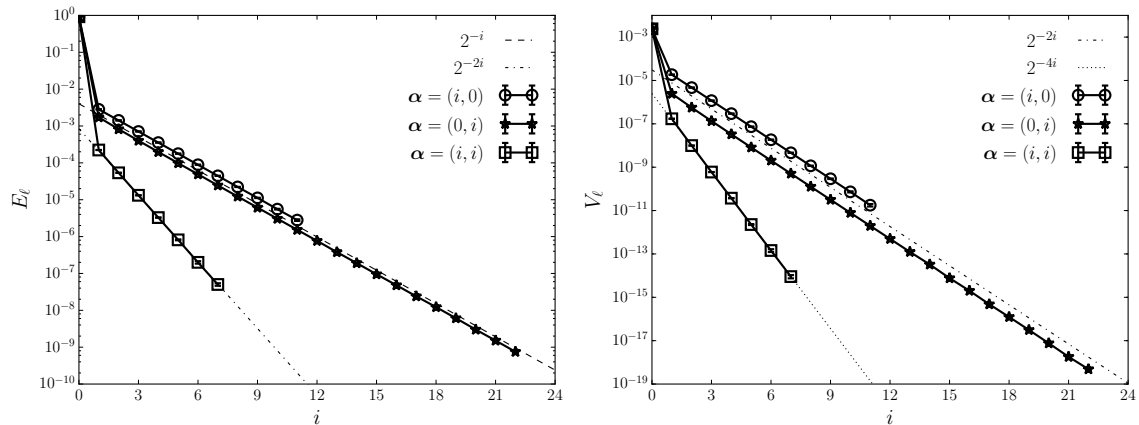 10^0
10^{-1}
10^{-2}
10^{-3}
10^{-4}
10^{-5}
10^{-6}
10^{-7}
10^{-8}
10^{-9}
10^{-10}
E_ℓ
0 3 6 9 12 15 18 21 24
i
2^{-i}
2^{-2i}
α = (i, 0)
α = (0, i)
α = (i, i)
10^{-3}
10^{-5}
10^{-7}
10^{-9}
10^{-11}
10^{-13}
10^{-15}
10^{-17}
10^{-19}
V_ℓ
0 3 6 9 12 15 18 21 24
i
2^{-2i}
2^{-4i}
α = (i, 0)
α = (0, i)
α = (i, i)